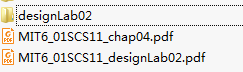 designLab02
MIT6_01SCS11_chap04.pdf
MIT6_01SCS11_designLab02.pdf